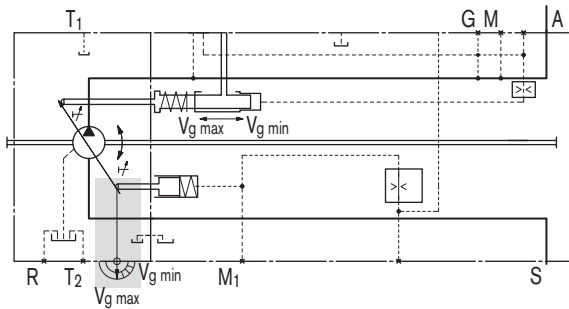 T1 G M A
Vg max Vg min
R T2 Vg min M1 S
Vg max